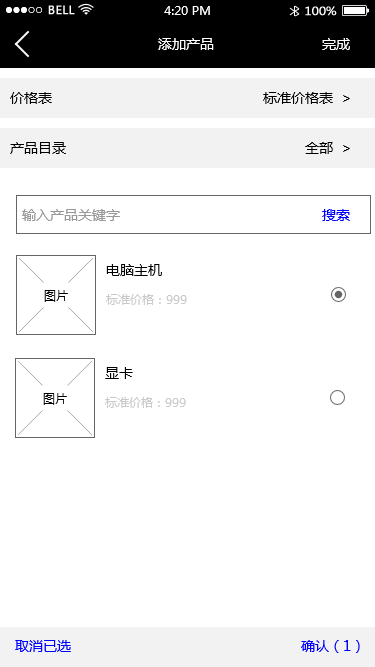 BELL 4:20 PM 100%
添加产品 完成
价格表 标准价格表 >
产品目录 全部 >
输入产品关键字 搜索
图片 电脑主机
标准价格：999
图片 显卡
标准价格：999
取消已选 确认（1）